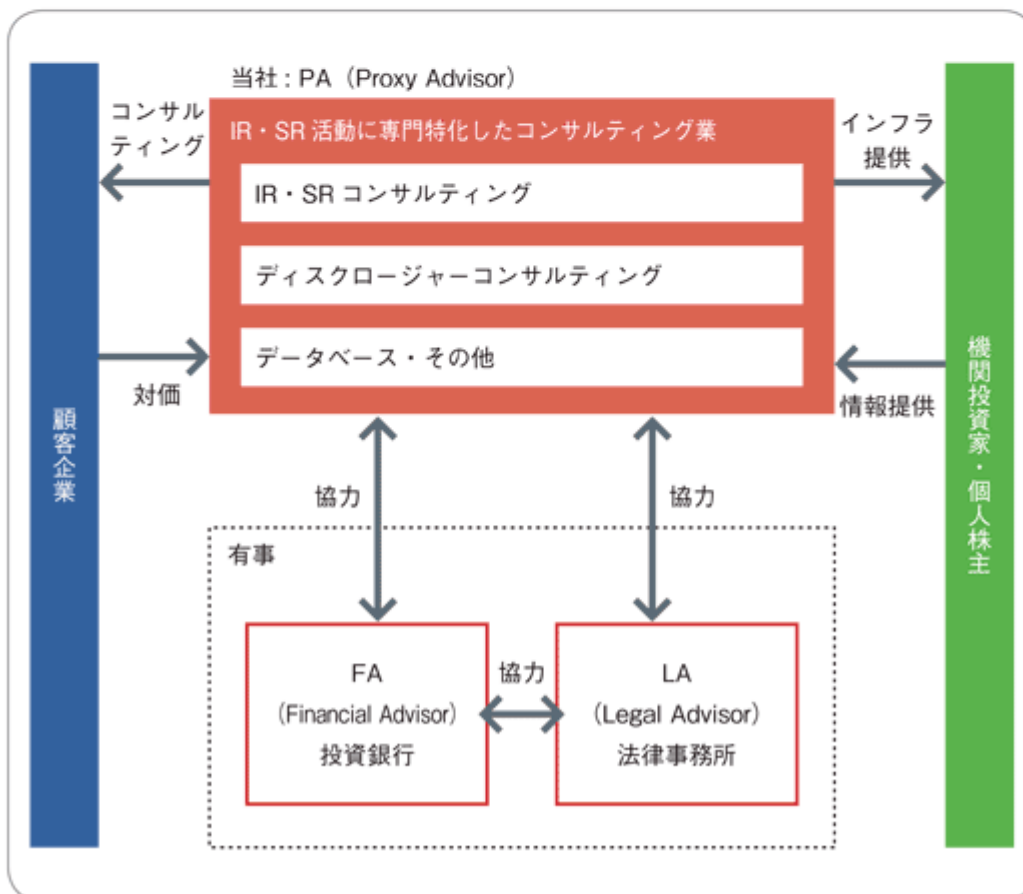 当社 : PA（Proxy Advisor）
コンサル
ティング
IR・SR 活動に専門特化したコンサルティング業
インフラ
提供
IR・SR コンサルティング
ディスクロージャーコンサルティング
データベース・その他
対価
情報提供
顧客企業
機関投資家・個人株主
協力
協力
有事
FA
（Financial Advisor）
投資銀行
協力
LA
（Legal Advisor）
法律事務所